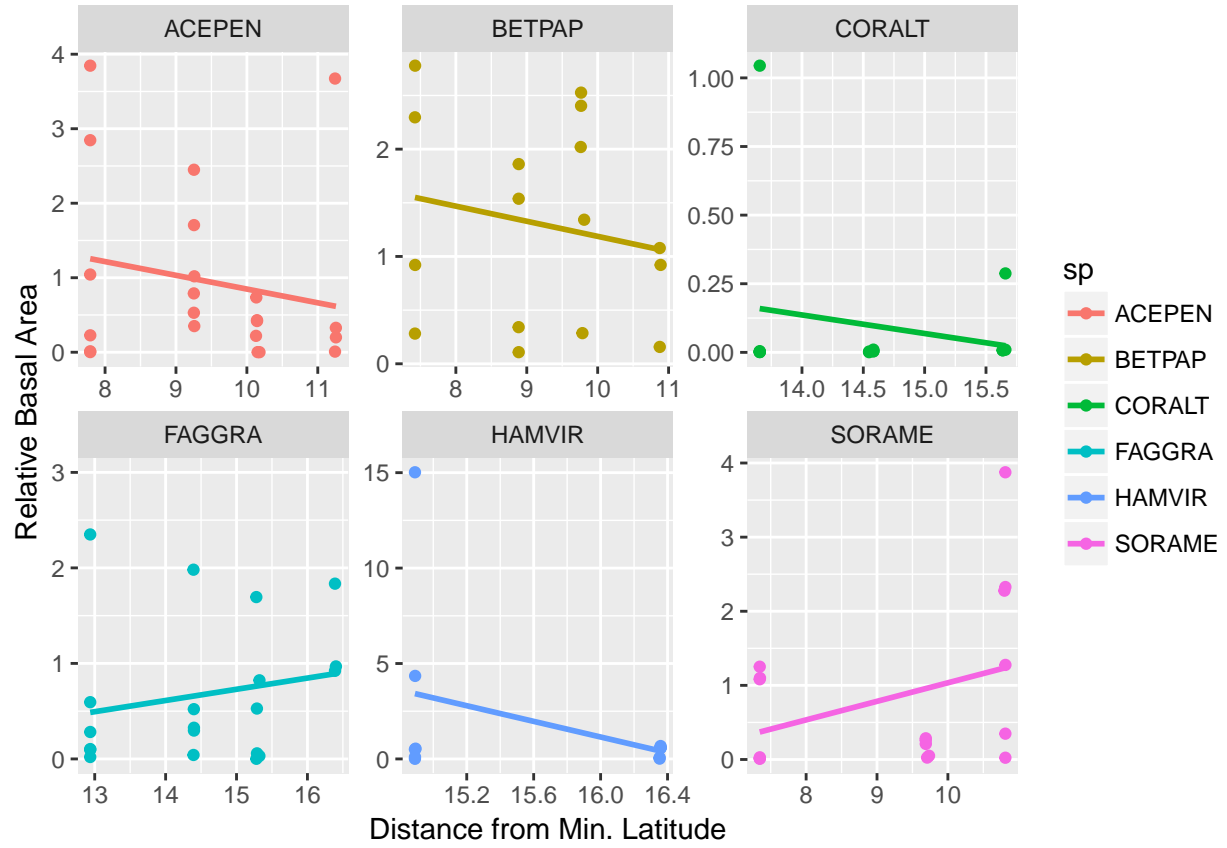 ACEPEN BETPAP CORALT
4
3
2
1
0
8 9 10 11
2
1
0
8 9 10 11
1.00
0.75
0.50
0.25
0.00
14.0 14.5 15.0 15.5
FAGGRA HAMVIR SORAME
3
2
1
0
13 14 15 16
15
10
5
0
15.2 15.6 16.0 16.4
4
3
2
1
0
8 9 10
Relative Basal Area
Distance from Min. Latitude
sp
ACEPEN
BETPAP
CORALT
FAGGRA
HAMVIR
SORAME